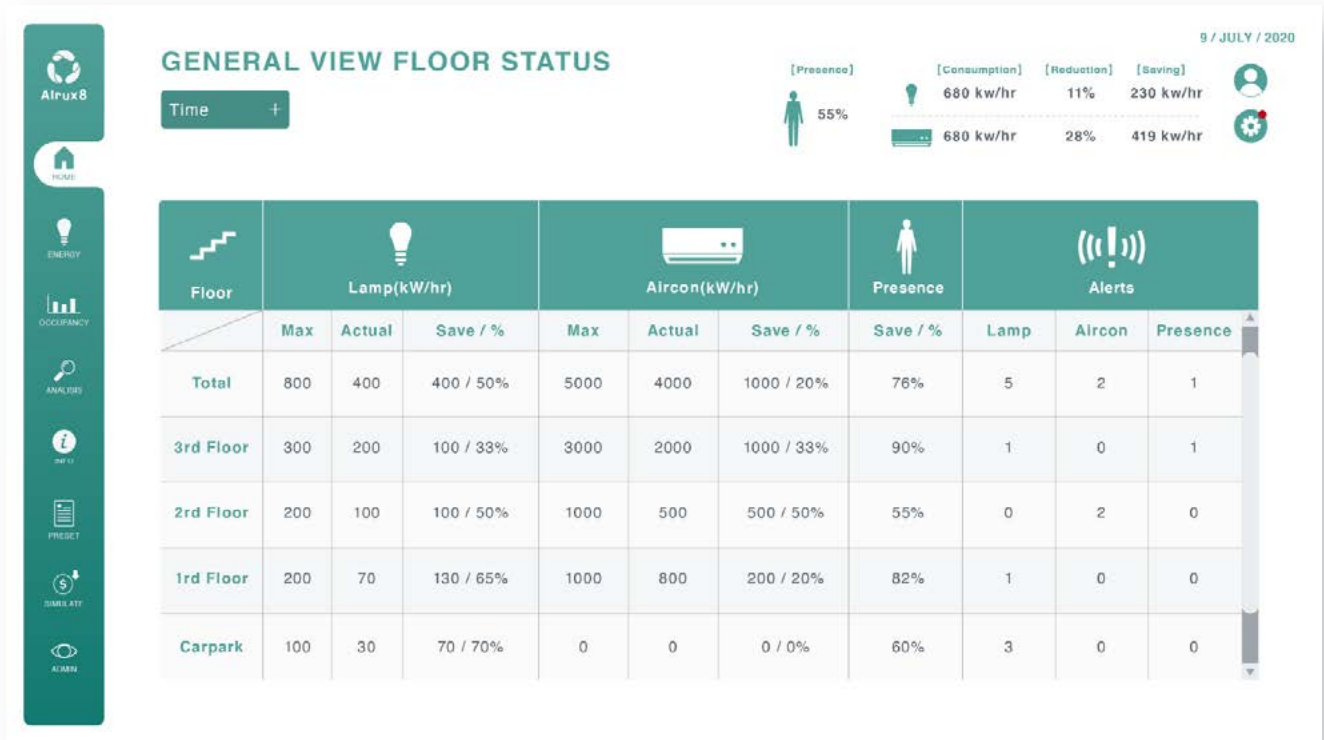 9 / JULY / 2020
AIrux8
GENERAL VIEW FLOOR STATUS
Time +
[Presence] [Consumption] [Reduction] [Saving]
55%
680 kw/hr 11% 230 kw/hr
680 kw/hr 28% 419 kw/hr
HOME
ENERGY
OCCUPANCY
ANALYSIS
INFO
PRESET
SIMULATE
ADMIN
Floor Lamp(kW/hr) Aircon(kW/hr) Presence Alerts
Max Actual Save / % Max Actual Save / % Save / % Lamp Aircon Presence
Total 800 400 400 / 50% 5000 4000 1000 / 20% 76% 5 2 1
3rd Floor 300 200 100 / 33% 3000 2000 1000 / 33% 90% 1 0 1
2rd Floor 200 100 100 / 50% 1000 500 500 / 50% 55% 0 2 0
1rd Floor 200 70 130 / 65% 1000 800 200 / 20% 82% 1 0 0
Carpark 100 30 70 / 70% 0 0 0 / 0% 60% 3 0 0